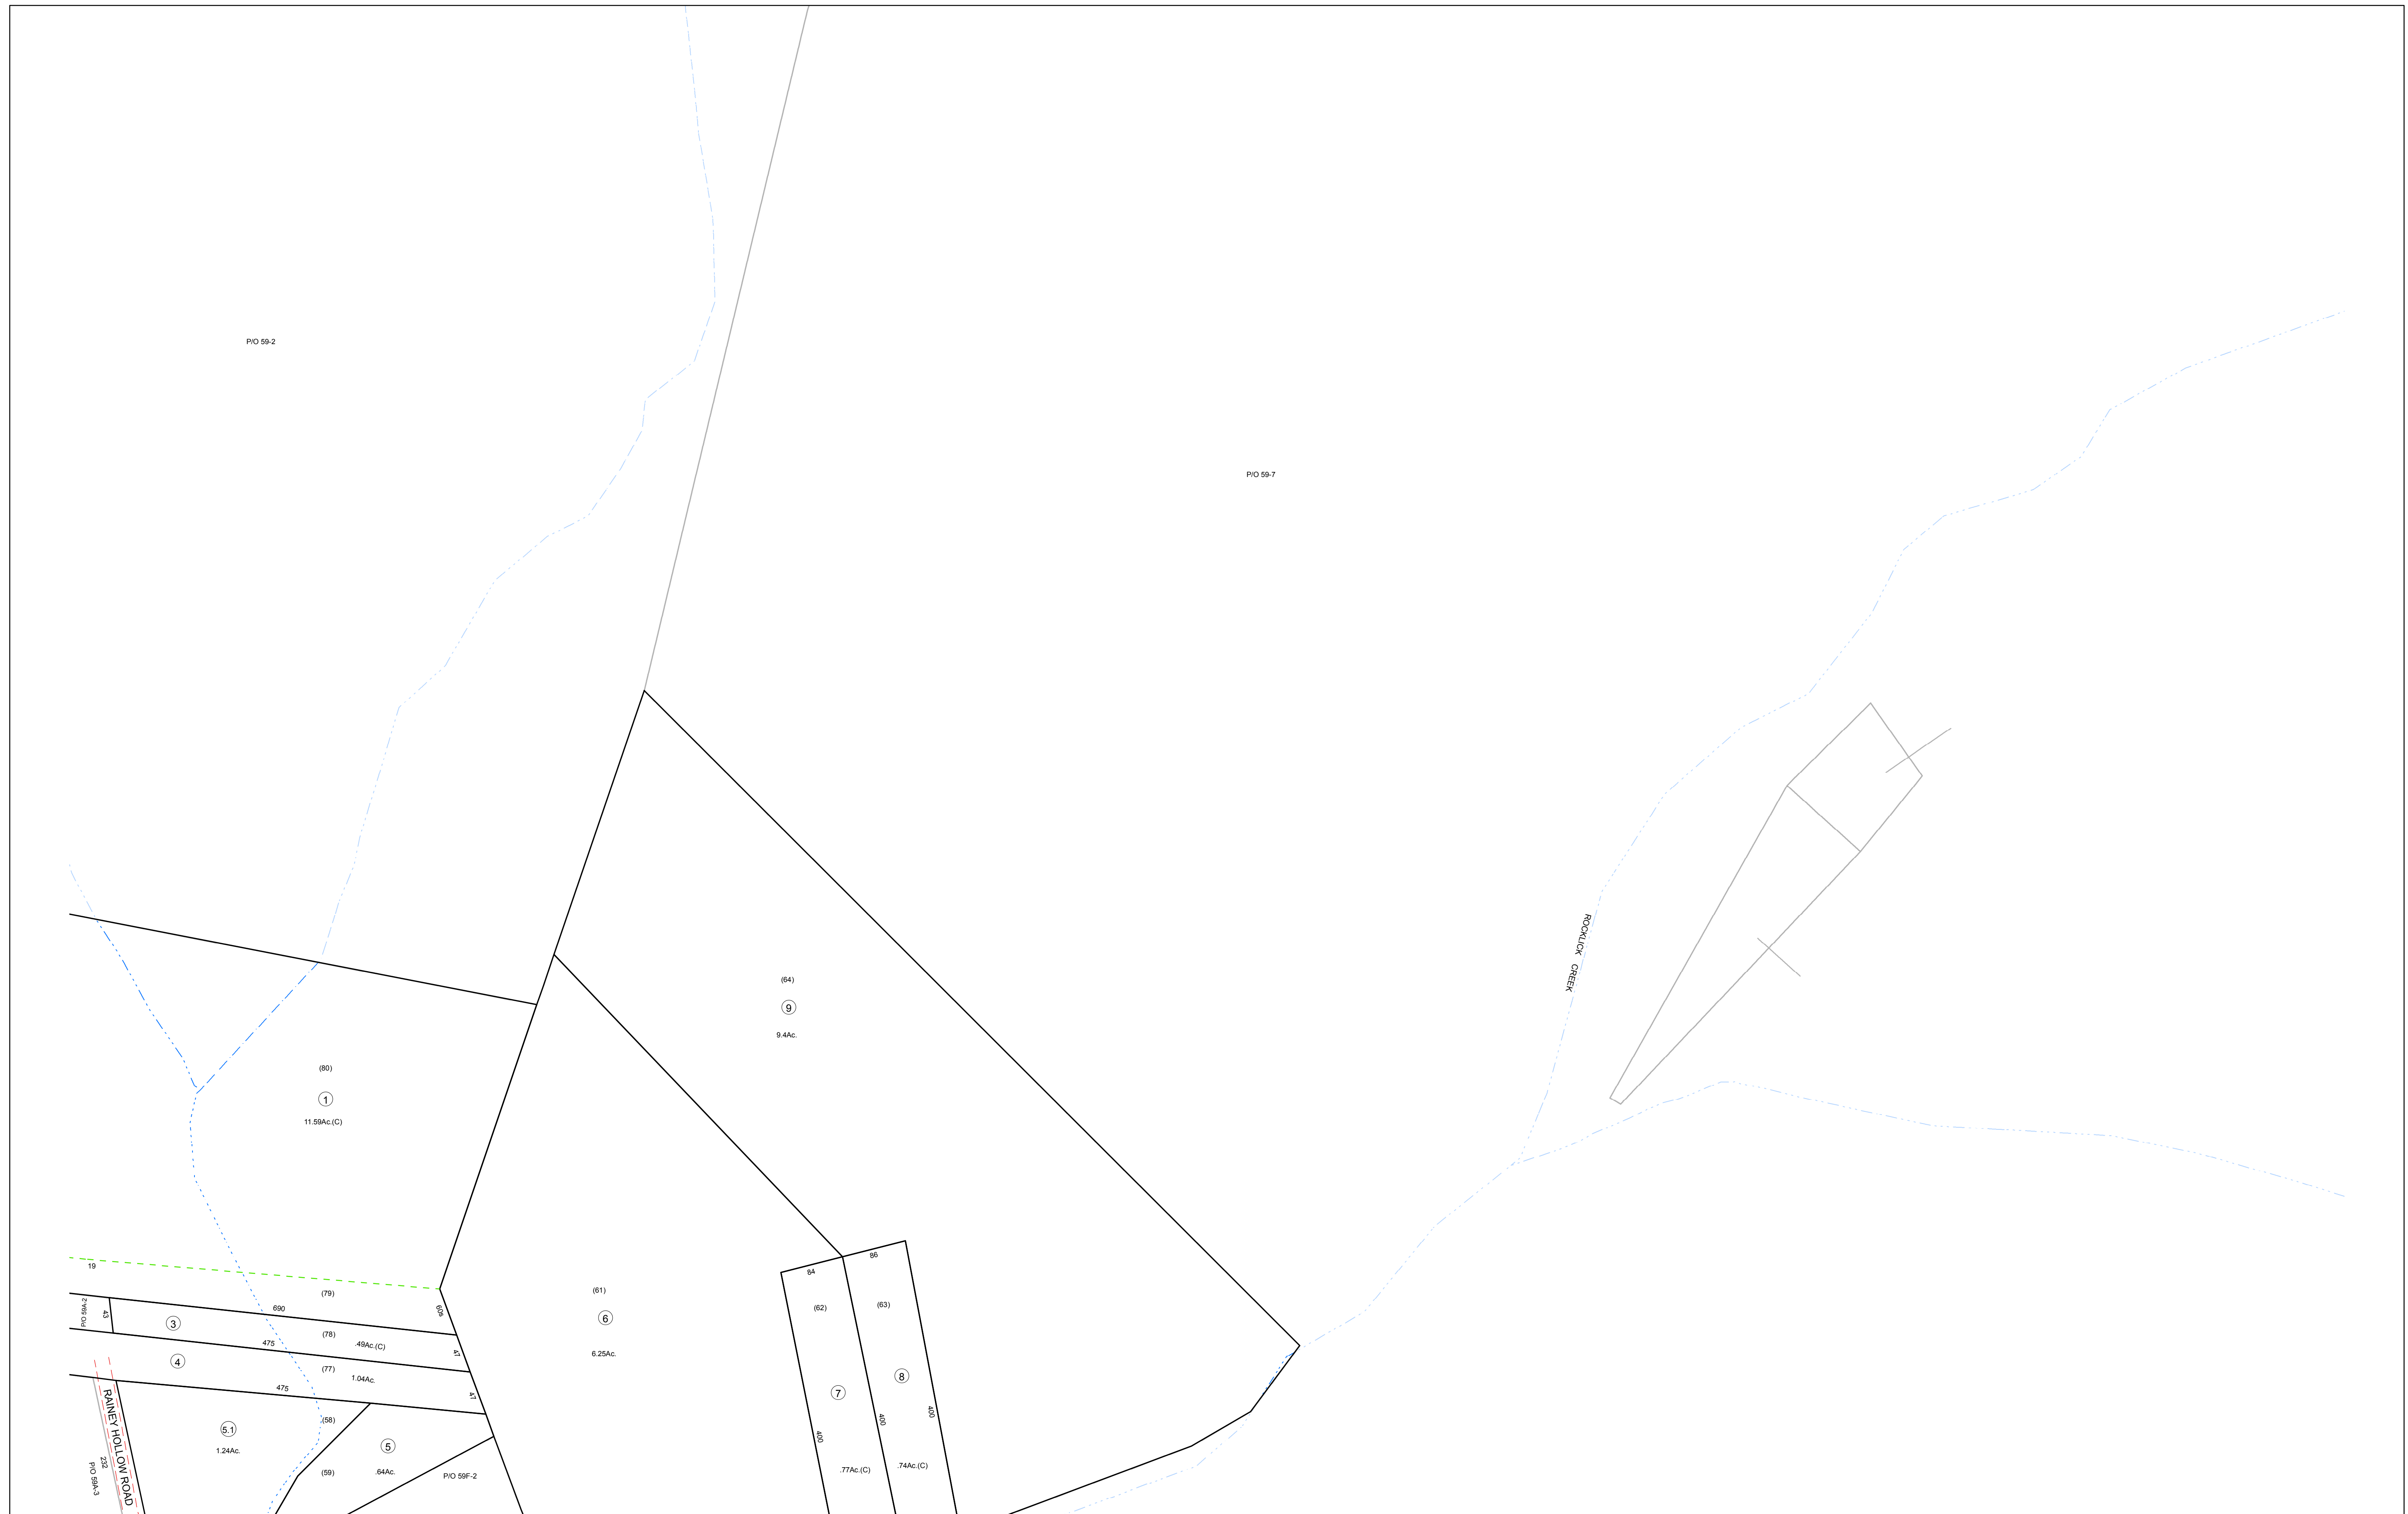 P/O 59-2
P/O 59-7
ROCKLICK CREEK
(64)
9
9.4Ac.
(80)
1
11.59Ac.(C)
19
(79)
690
60s
P/O 59A-2
43
3
(78)
.49Ac.(C)
475
47
4
(77)
1.04Ac.
475
47
(61)
6
6.25Ac.
84
86
(62)
(63)
7
8
400
400
400
.77Ac.(C)
.74Ac.(C)
RAINEY HOLLOW ROAD
232
P/O 59A-3
5.1
1.24Ac.
(58)
5
(59)
.64Ac.
P/O 59F-2